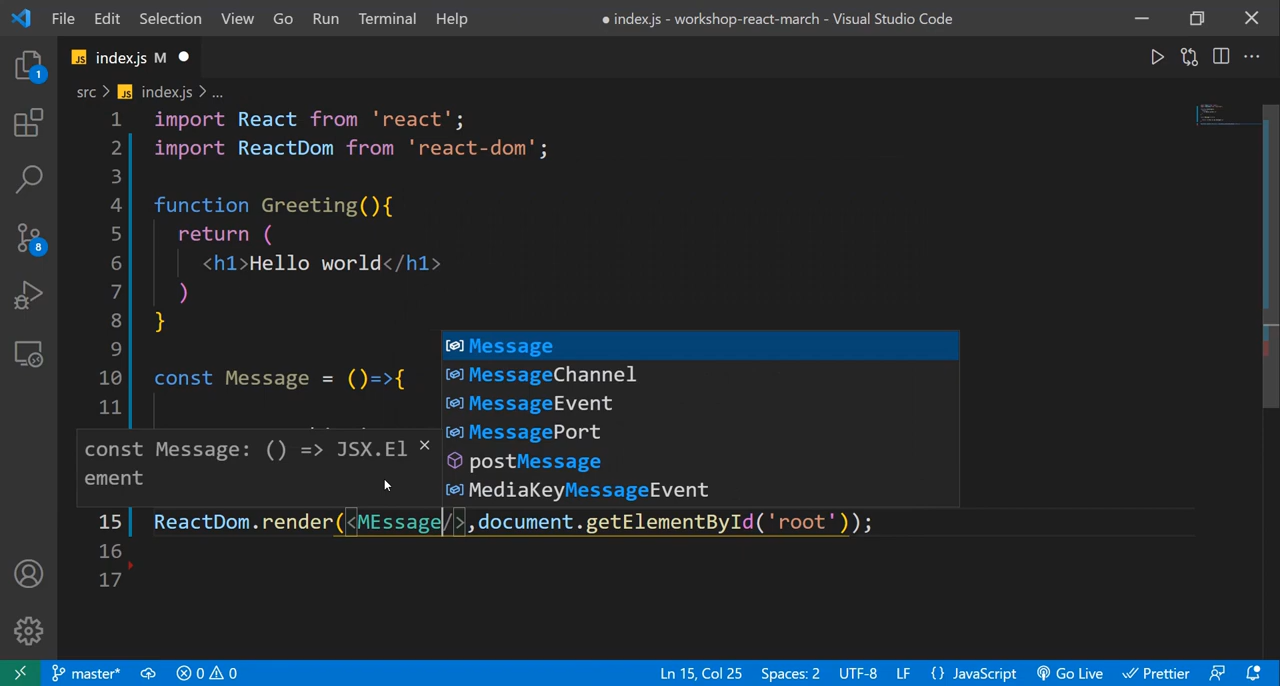 File Edit Selection View Go Run Terminal Help ● index.js - workshop-react-march - Visual Studio Code
JS index.js M ●
src > JS index.js > ...
1 import React from 'react';
2 import ReactDom from 'react-dom';
3
4 function Greeting(){
5 return (
6 <h1>Hello world</h1>
7 )
8 }
9
10 const Message = ()=>{
11
const Message: () => JSX.El
ement
Message
MessageChannel
MessageEvent
MessagePort
postMessage
MediaKeyMessageEvent
15 ReactDom.render(<MEssage/>,document.getElementById('root'));
16
17
1
8
master* 0 0 Ln 15, Col 25 Spaces: 2 UTF-8 LF {} JavaScript Go Live Prettier